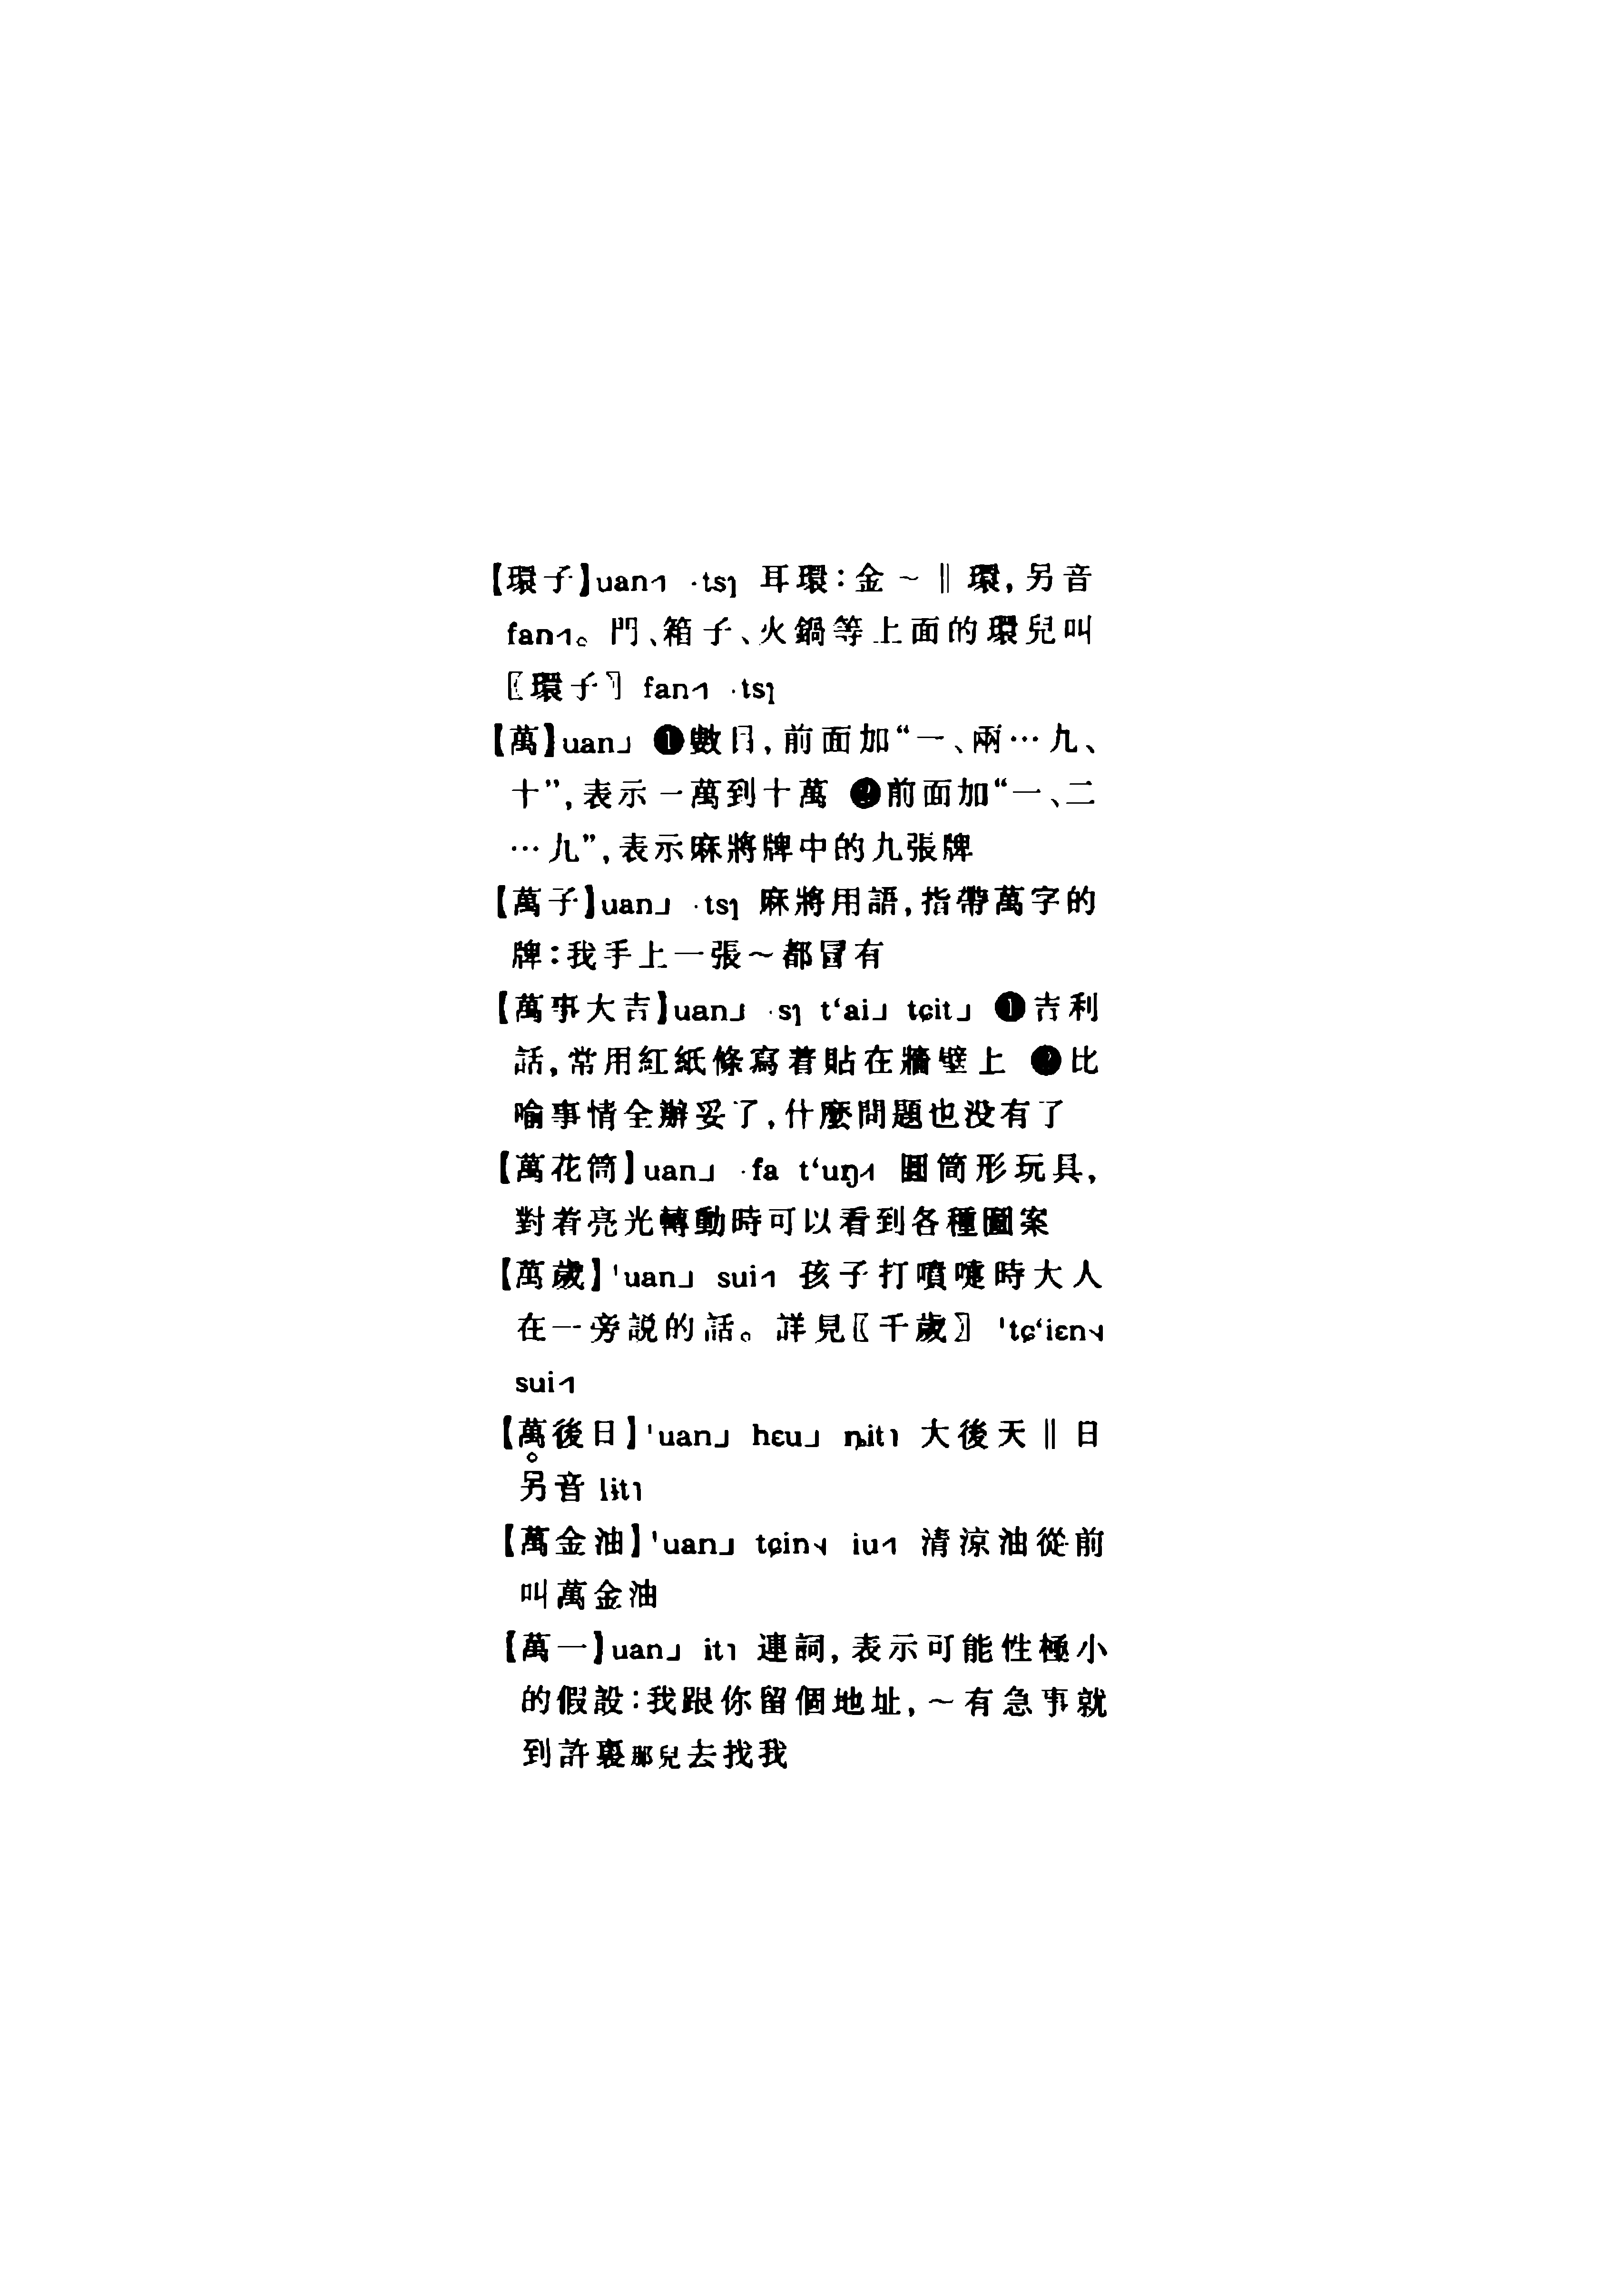 【環子】uan˧˥ ·tsɿ 耳環：金～‖環，另音
fan˧˥。門、箱子、火鍋等上面的環兒叫
〖環子〗 fan˧˥ ·tsɿ
【萬】uan˩ ❶數目，前面加“一、兩…九、
十”，表示一萬到十萬 ❷前面加“一、二
…九”，表示麻將牌中的九張牌
【萬子】uan˩ ·tsɿ 麻將用語，指帶萬字的
牌：我手上一張～都冒有
【萬事大吉】uan˩ ·sɿ t‘ai˩ tɕit˩ ❶吉利
話，常用紅紙條寫着貼在牆壁上 ❷比
喻事情全辦妥了，什麼問題也没有了
【萬花筒】uan˩ ·fa t‘uŋ˨˦ 圓筒形玩具，
對着亮光轉動時可以看到各種圖案
【萬歲】ˈuan˩ sui˧˥ 孩子打噴嚏時大人
在一旁説的話。詳見〖千歲〗 ˈtɕ‘iɛn˦˨
sui˧˥
【萬後日】ˈuan˩ hɛu˩ ȵit˥ 大後天‖日
另音 lit˥
【萬金油】ˈuan˩ tɕin˦˨ iu˧˥ 清涼油從前
叫萬金油
【萬一】uan˩ it˥ 連詞，表示可能性極小
的假設：我跟你留個地址，～有急事就
到許裏那兒去找我